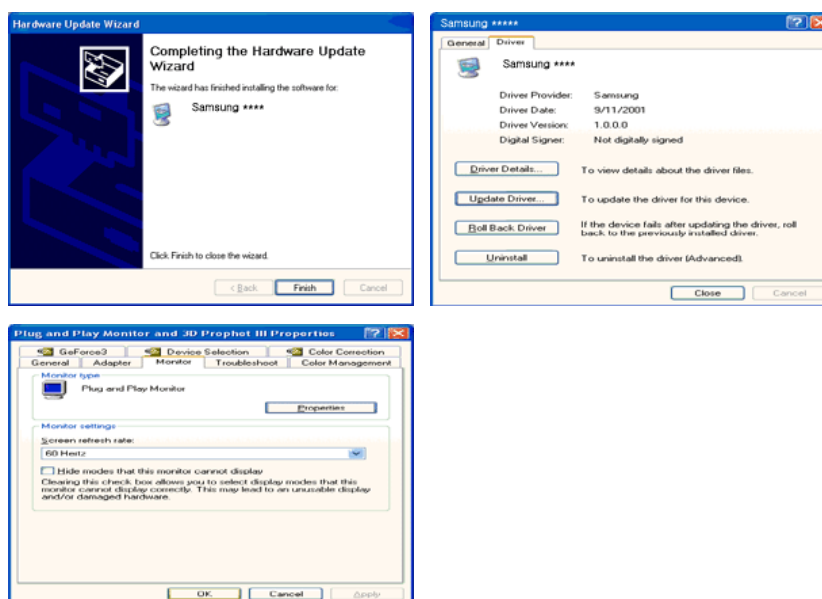 Hardware Update Wizard
Completing the Hardware Update
Wizard
The wizard has finished installing the software for:
Samsung ****
Click Finish to close the wizard.
< Back
Finish
Cancel
Samsung *****
General
Driver
Samsung ****
Driver Provider: Samsung
Driver Date: 9/11/2001
Driver Version: 1.0.0.0
Digital Signer: Not digitally signed
Driver Details... To view details about the driver files.
Update Driver... To update the driver for this device.
Roll Back Driver If the device fails after updating the driver, roll
back to the previously installed driver.
Uninstall To uninstall the driver (Advanced).
Close
Cancel
Plug and Play Monitor and 3D Prophet III Properties
GeForce3 Device Selection Color Correction
General Adapter Monitor Troubleshoot Color Management
Monitor type
Plug and Play Monitor
Properties
Monitor settings
Screen refresh rate:
60 Hertz
Hide modes that this monitor cannot display
Clearing this check box allows you to select display modes that this
monitor cannot display correctly. This may lead to an unusable display
and/or damaged hardware.
OK Cancel Apply